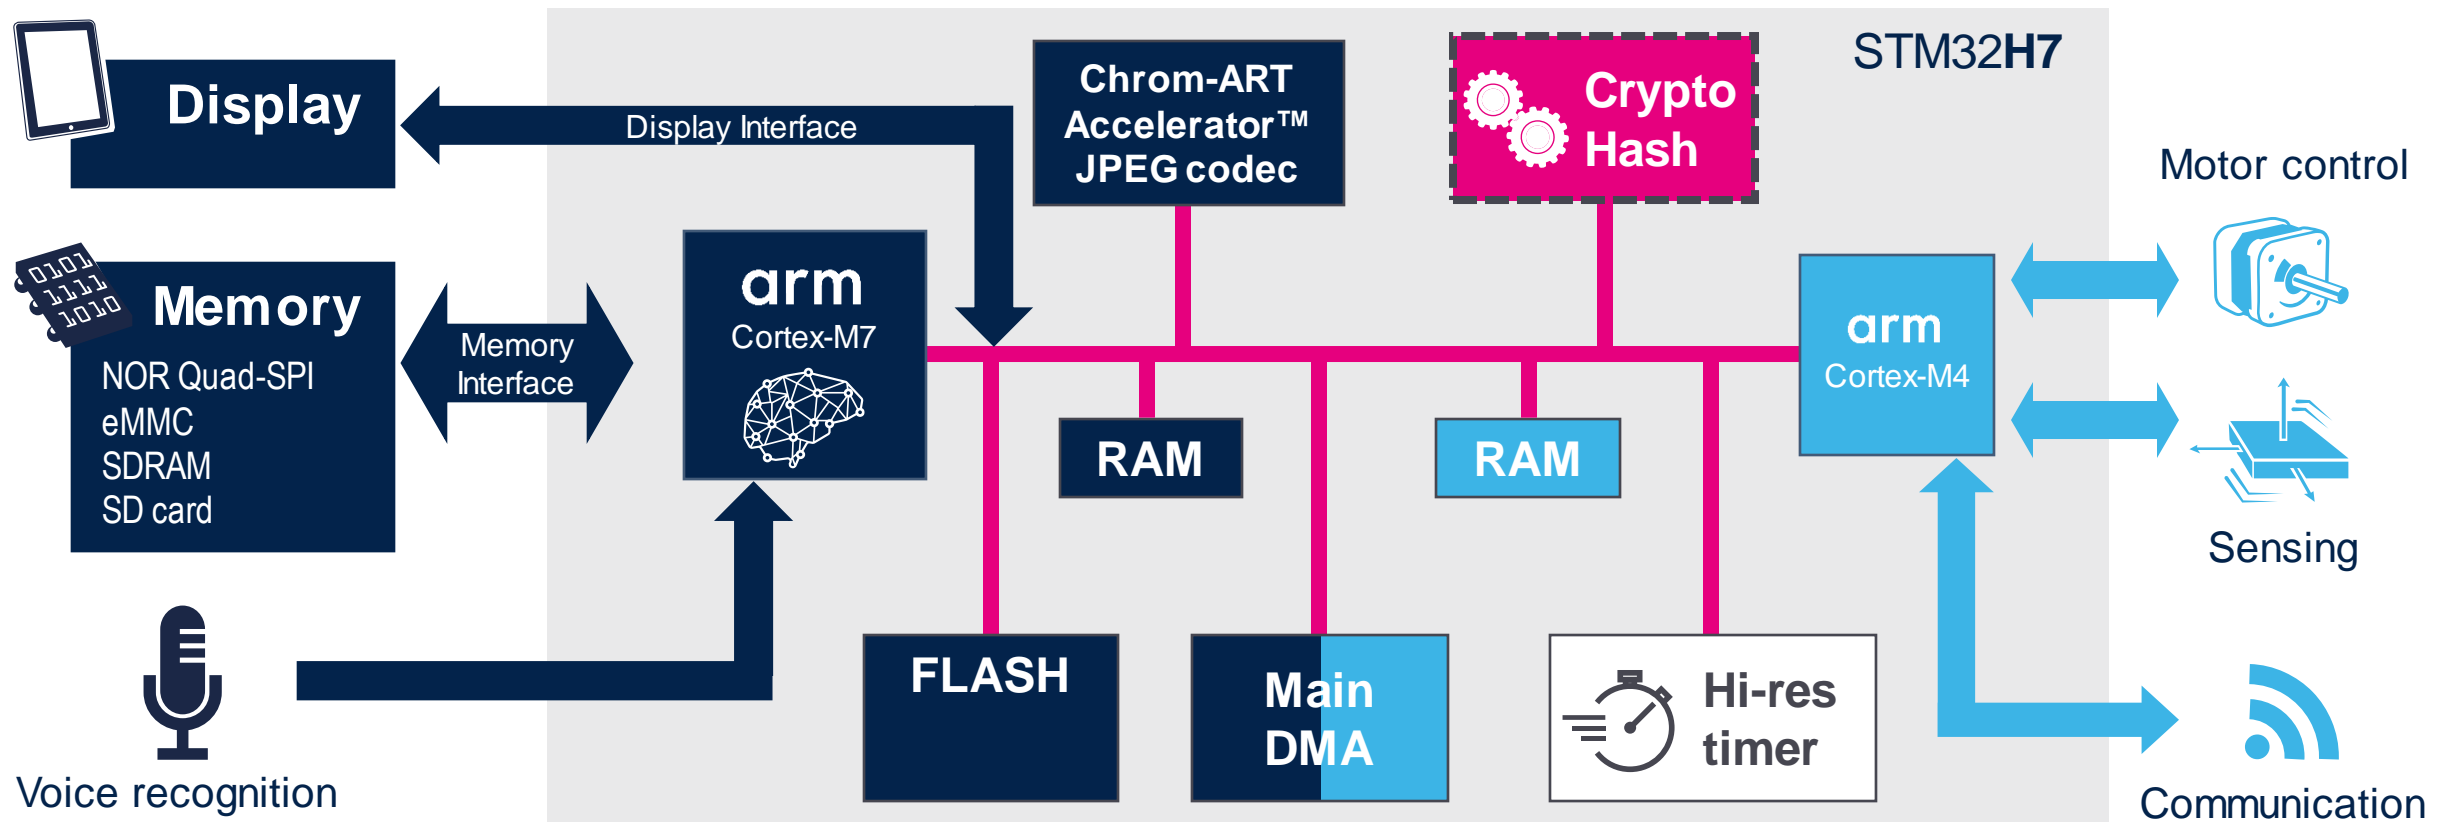 STM32H7
Display
Display Interface
Chrom-ART
Accelerator™
JPEG codec
Crypto
Hash
Motor control
0101
1111
1010
Memory
NOR Quad-SPI
eMMC
SDRAM
SD card
Memory
Interface
arm
Cortex-M7
arm
Cortex-M4
RAM
RAM
Sensing
FLASH
Main
DMA
Hi-res
timer
Voice recognition
Communication